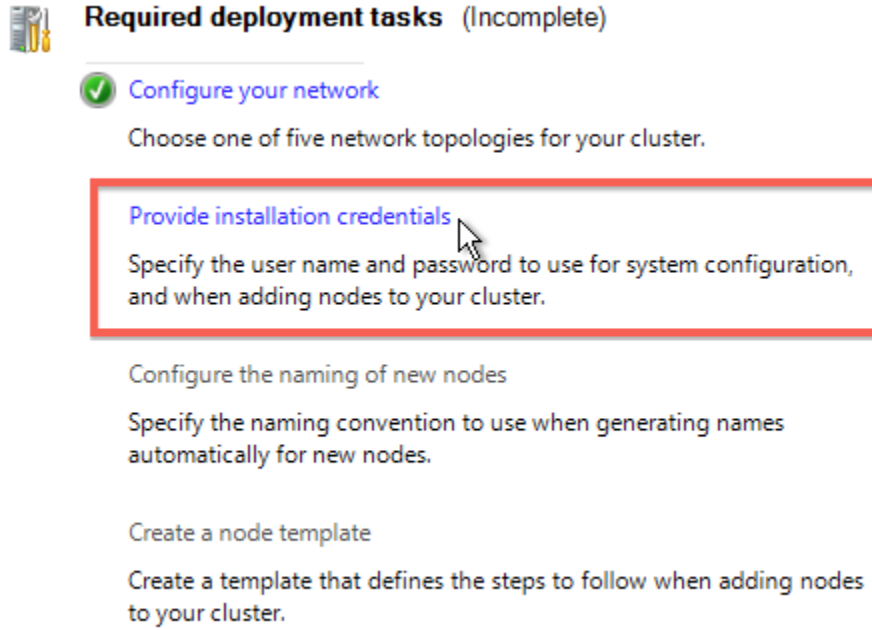 Required deployment tasks (Incomplete)
Configure your network
Choose one of five network topologies for your cluster.
Provide installation credentials
Specify the user name and password to use for system configuration,
and when adding nodes to your cluster.
Configure the naming of new nodes
Specify the naming convention to use when generating names
automatically for new nodes.
Create a node template
Create a template that defines the steps to follow when adding nodes
to your cluster.